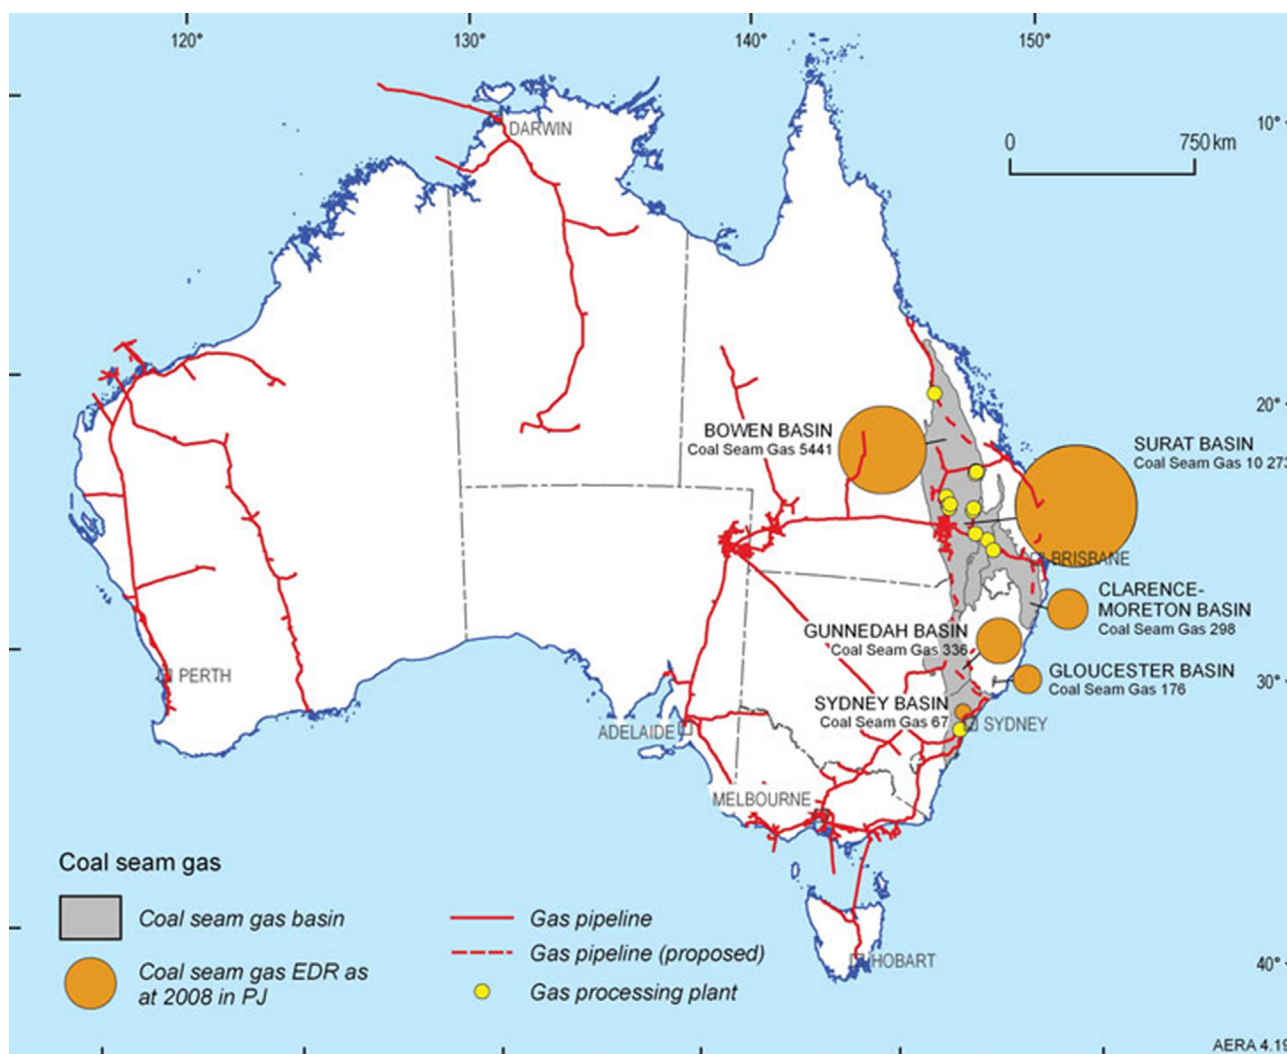 120°
130°
140°
150°
10°
0
750 km
DARWIN
20°
BOWEN BASIN
Coal Seam Gas 5441
SURAT BASIN
Coal Seam Gas 10 273
BRISBANE
CLARENCE-
MORETON BASIN
Coal Seam Gas 298
GUNNEDAH BASIN
Coal Seam Gas 336
GLOUCESTER BASIN
Coal Seam Gas 176
30°
PERTH
SYDNEY BASIN
Coal Seam Gas 67
SYDNEY
ADELAIDE
MELBOURNE
HOBART
40°
Coal seam gas
Coal seam gas basin
Coal seam gas EDR as
at 2008 in PJ
Gas pipeline
Gas pipeline (proposed)
Gas processing plant
AERA 4.19